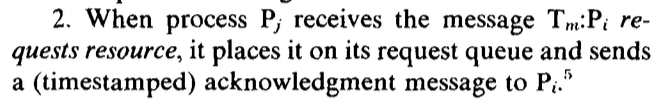 2. When process Pj receives the message Tm:Pi re-
quests resource, it places it on its request queue and sends
a (timestamped) acknowledgment message to Pi.5